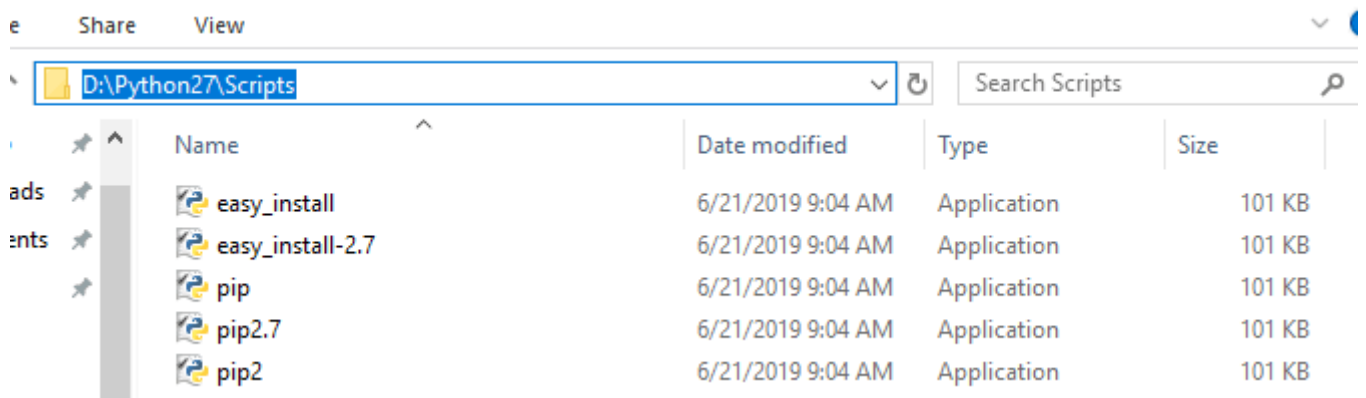 e Share View
D:\Python27\Scripts Search Scripts
Name Date modified Type Size
ads easy_install 6/21/2019 9:04 AM Application 101 KB
ents easy_install-2.7 6/21/2019 9:04 AM Application 101 KB
pip 6/21/2019 9:04 AM Application 101 KB
pip2.7 6/21/2019 9:04 AM Application 101 KB
pip2 6/21/2019 9:04 AM Application 101 KB